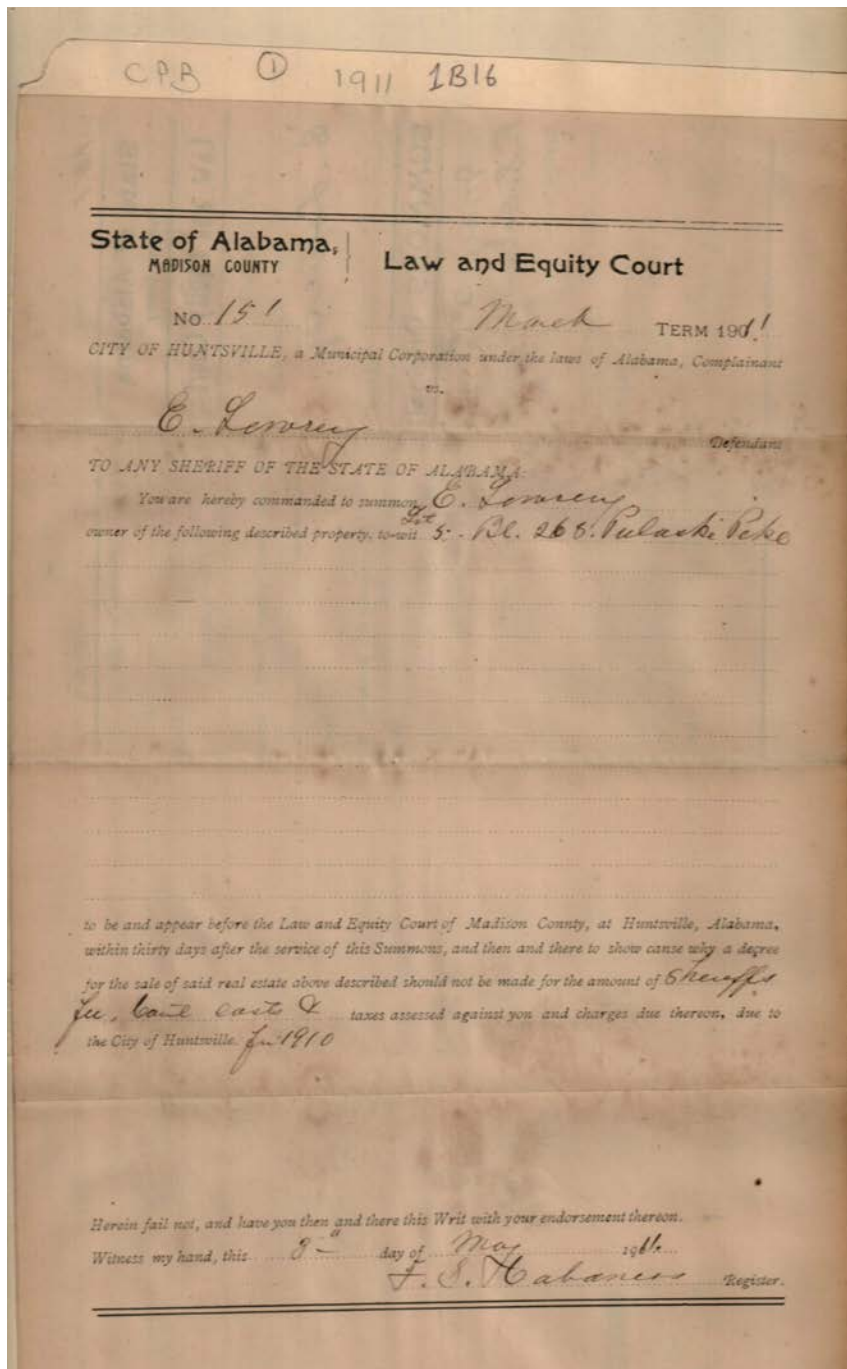 CPB ① 1911 1B16
State of Alabama, Law and Equity Court
MADISON COUNTY
No. 151 March TERM 1911
CITY OF HUNTSVILLE, a Municipal Corporation under the laws of Alabama, Complainant
vs.
E. Lowrey Defendant
TO ANY SHERIFF OF THE STATE OF ALABAMA:
You are hereby commanded to summon E. Lowrey
owner of the following described property, to-wit Lot 5. Bl. 268. Pulaski Pike
to be and appear before the Law and Equity Court of Madison County, at Huntsville, Alabama,
within thirty days after the service of this Summons, and then and there to show canse why a degree
for the sale of said real estate above described should not be made for the amount of Sheriffs
fee, Court costs & taxes assessed against you and charges due thereon, due to
the City of Huntsville. for 1910
Herein fail not, and have you then and there this Writ with your endorsement thereon.
Witness my hand, this 8 day of May 1911.
F. S. Register.